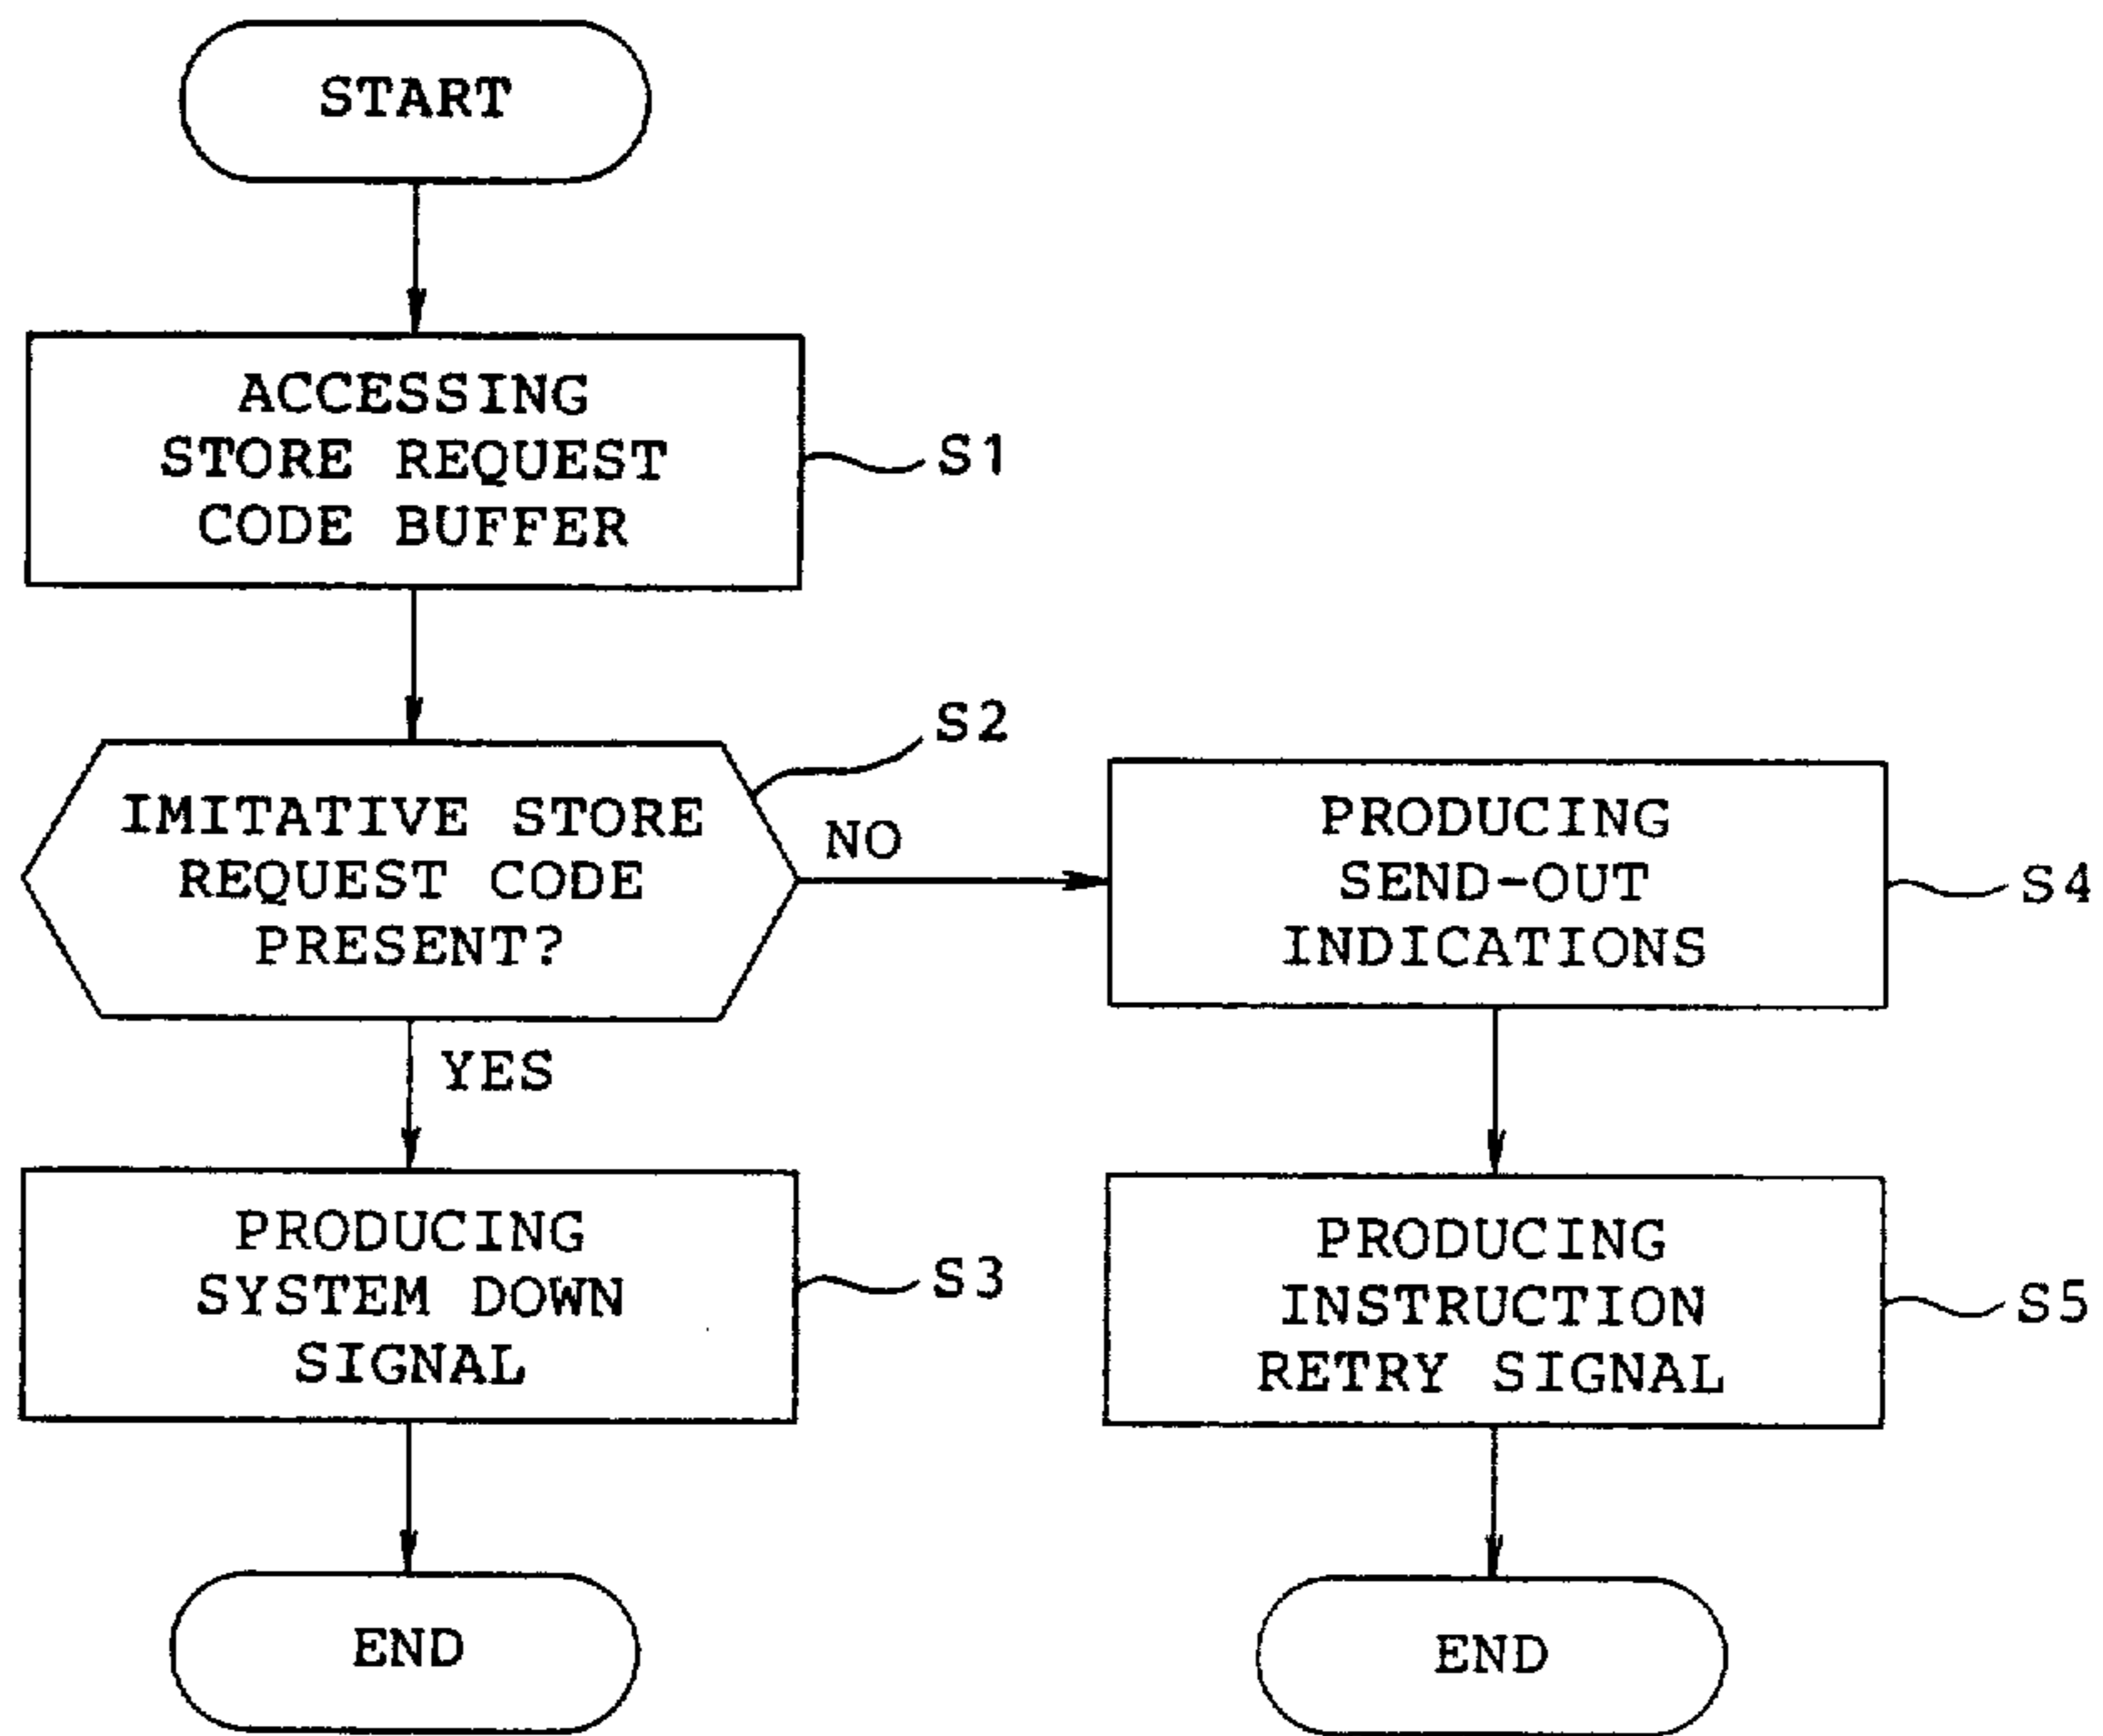 START
ACCESSING
STORE REQUEST
CODE BUFFER
S1
S2
IMITATIVE STORE
REQUEST CODE
PRESENT?
NO
YES
PRODUCING
SYSTEM DOWN
SIGNAL
S3
END
PRODUCING
SEND-OUT
INDICATIONS
S4
PRODUCING
INSTRUCTION
RETRY SIGNAL
S5
END